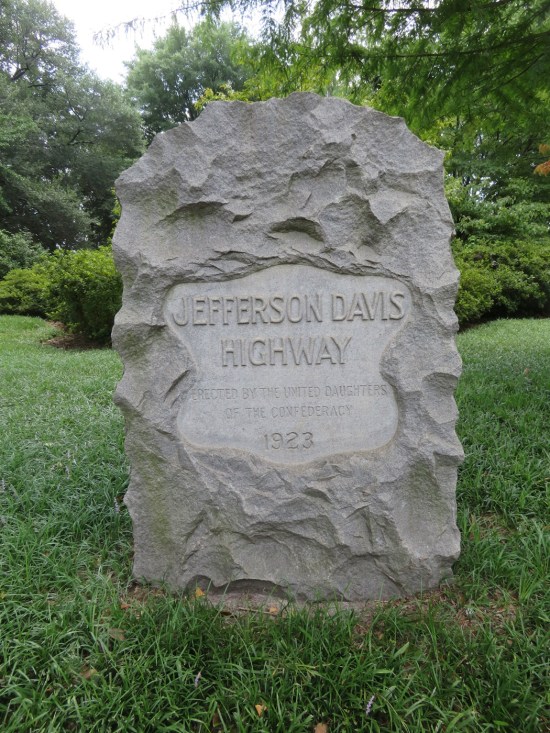 JEFFERSON DAVIS
HIGHWAY
ERECTED BY THE UNITED DAUGHTERS
OF THE CONFEDERACY
1923